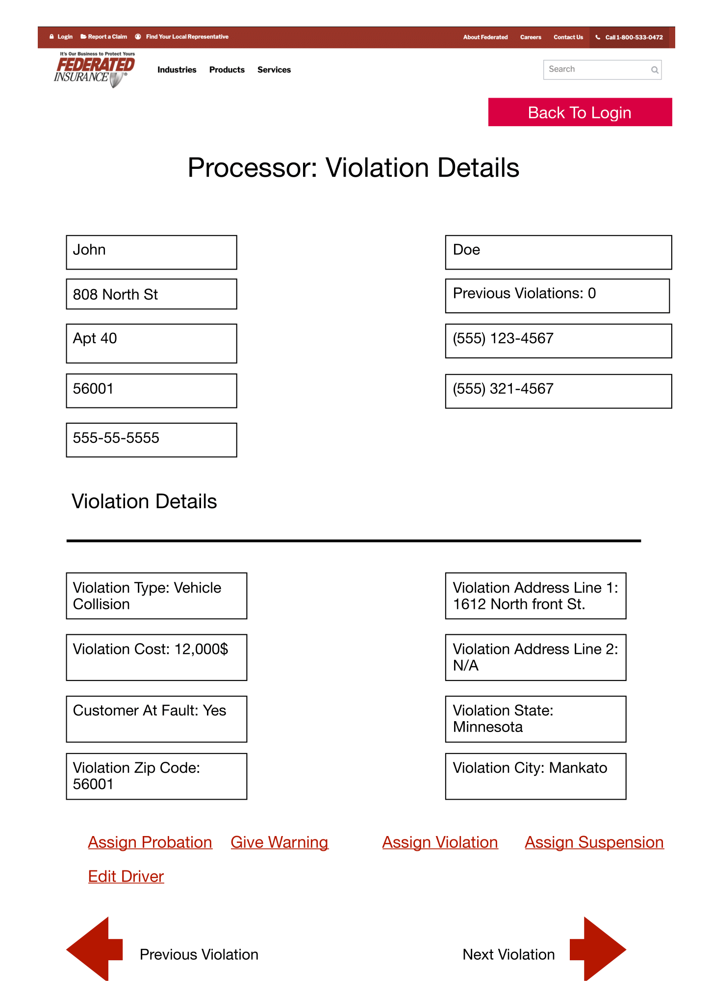 Login Report a Claim Find Your Local Representative About Federated Careers Contact Us Call 1-800-533-0472
It's Our Business to Protect Yours
FEDERATED
INSURANCE®
Industries Products Services Search
Back To Login
Processor: Violation Details
John Doe
808 North St Previous Violations: 0
Apt 40 (555) 123-4567
56001 (555) 321-4567
555-55-5555
Violation Details
Violation Type: Vehicle
Collision
Violation Address Line 1:
1612 North front St.
Violation Cost: 12,000$
Violation Address Line 2:
N/A
Customer At Fault: Yes
Violation State:
Minnesota
Violation Zip Code:
56001
Violation City: Mankato
Assign Probation Give Warning Assign Violation Assign Suspension
Edit Driver
Previous Violation Next Violation